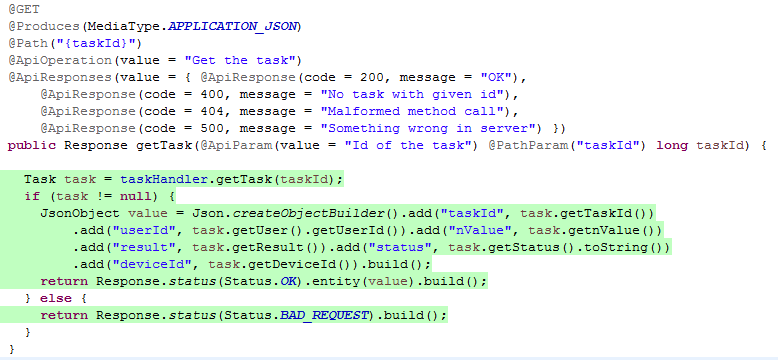 @GET
@Produces(MediaType.APPLICATION_JSON)
@Path("{taskId}")
@ApiOperation(value = "Get the task")
@ApiResponses(value = { @ApiResponse(code = 200, message = "OK"),
    @ApiResponse(code = 400, message = "No task with given id"),
    @ApiResponse(code = 404, message = "Malformed method call"),
    @ApiResponse(code = 500, message = "Something wrong in server") })
public Response getTask(@ApiParam(value = "Id of the task") @PathParam("taskId") long taskId) {
  Task task = taskHandler.getTask(taskId);
  if (task != null) {
    JsonObject value = Json.createObjectBuilder().add("taskId", task.getTaskId())
        .add("userId", task.getUser().getUserId()).add("nValue", task.getnValue())
        .add("result", task.getResult()).add("status", task.getStatus().toString())
        .add("deviceId", task.getDeviceId()).build();
    return Response.status(Status.OK).entity(value).build();
  } else {
    return Response.status(Status.BAD_REQUEST).build();
  }
}